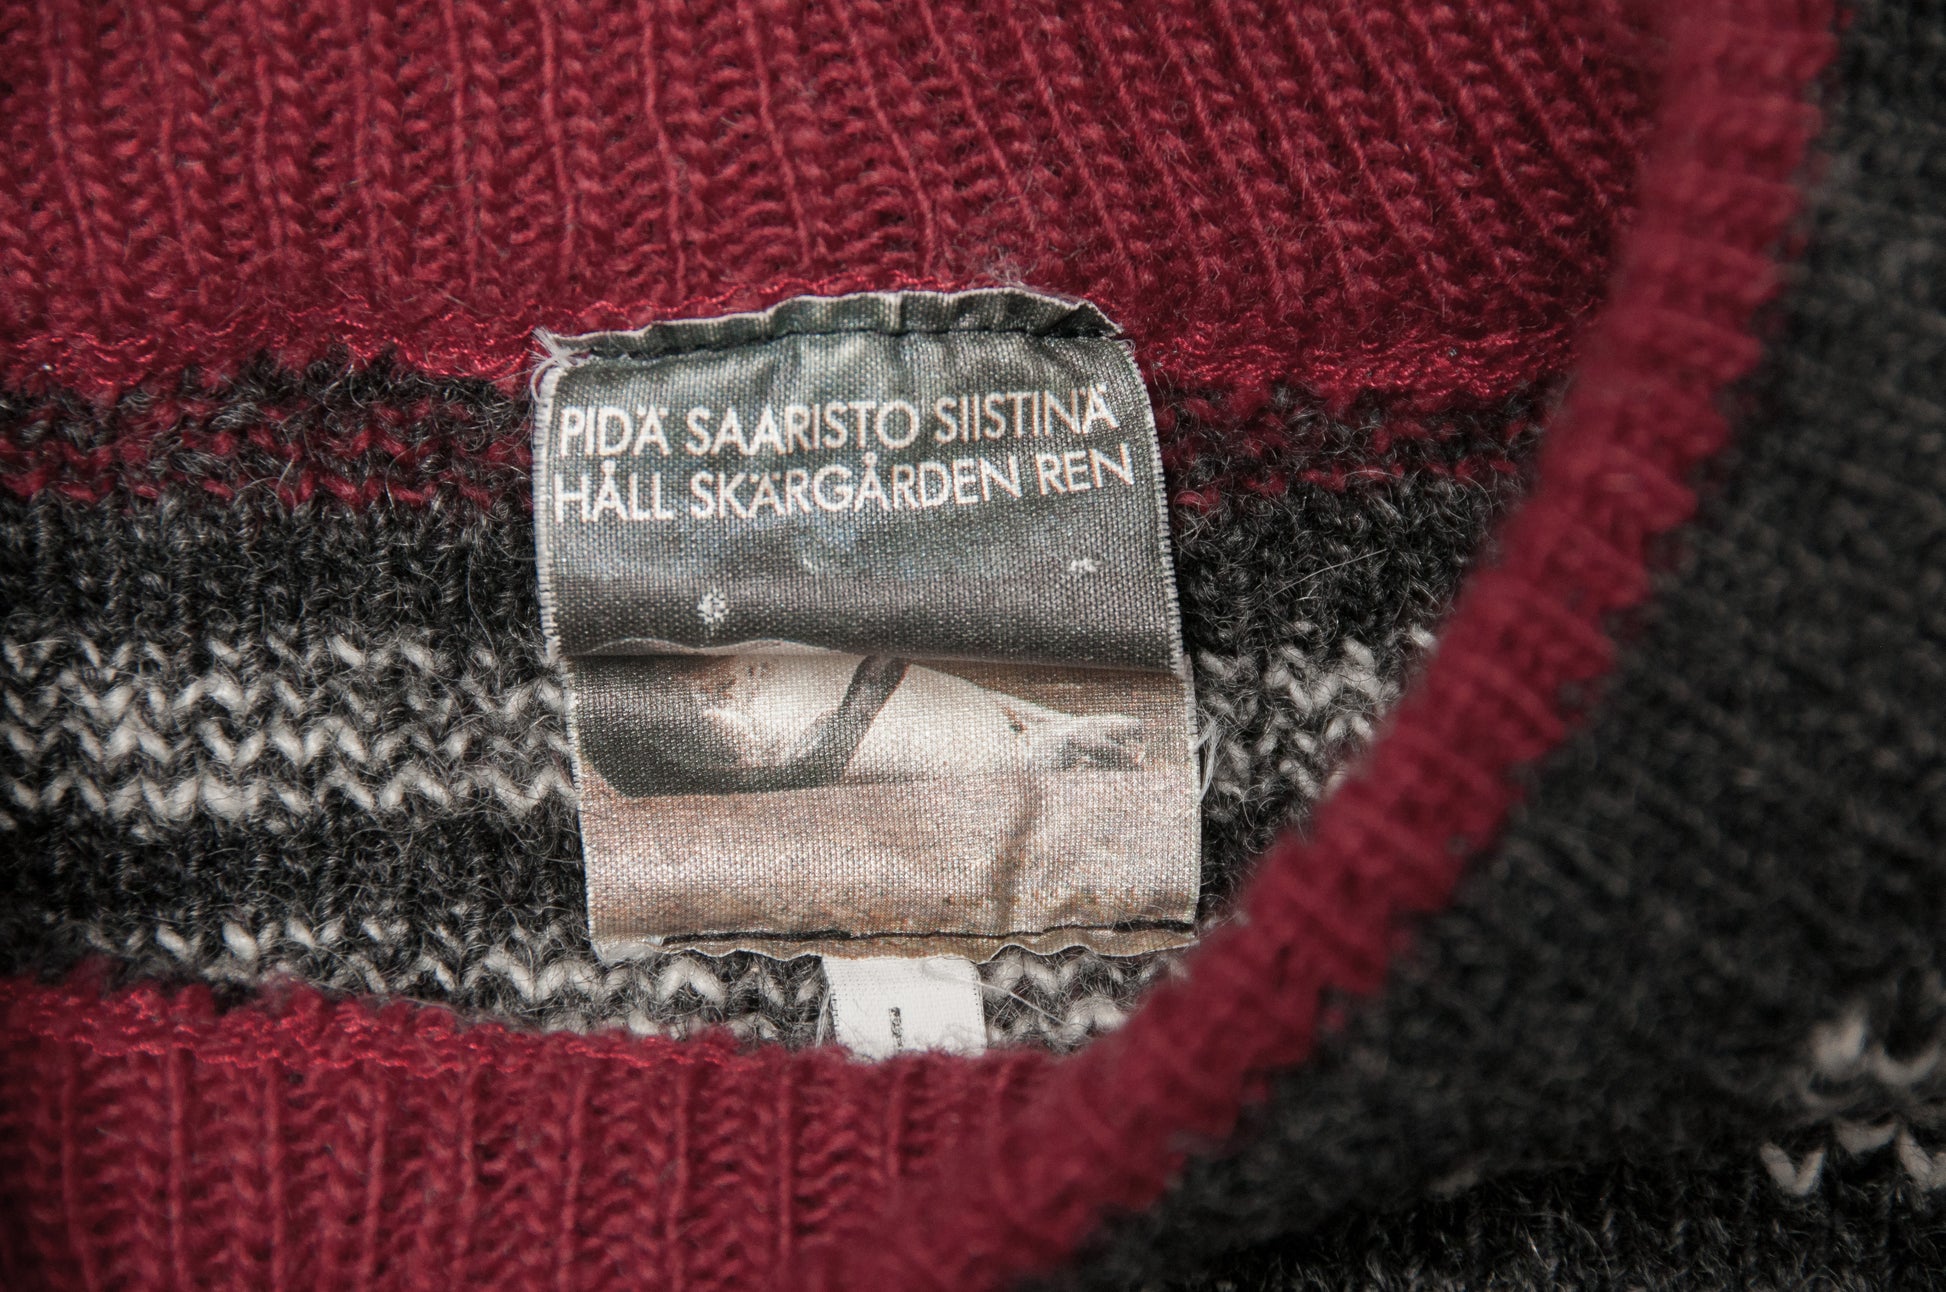 PIDÄ SAARISTO SIISTINÄ
HÅLL SKÄRGÅRDEN REN